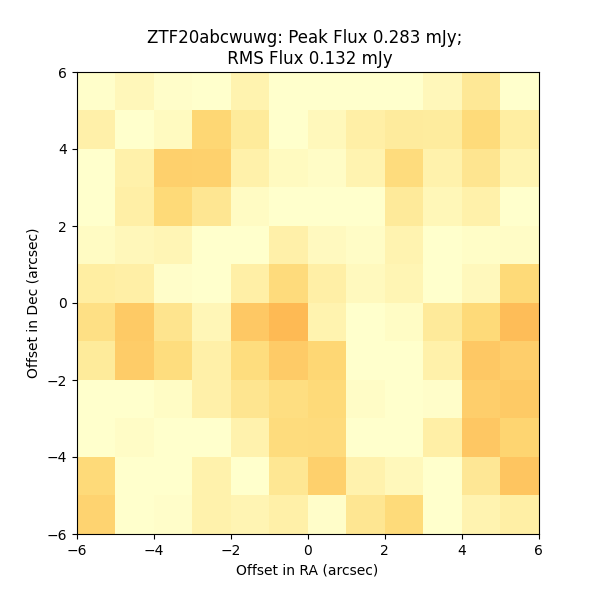 ZTF20abcwuwg: Peak Flux 0.283 mJy;
RMS Flux 0.132 mJy
6
4
2
0
−2
−4
−6
Offset in Dec (arcsec)
−6 −4 −2 0 2 4 6
Offset in RA (arcsec)